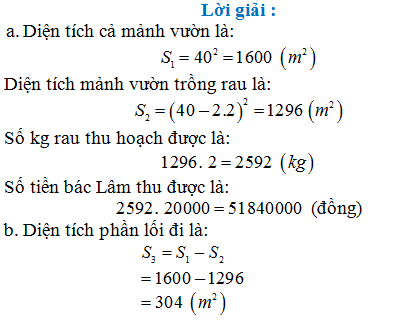 Lời giải :
a. Diện tích cả mảnh vườn là:
S₁ = 40² = 1600 (m²)
Diện tích mảnh vườn trồng rau là:
S₂ = (40 − 2.2)² = 1296 (m²)
Số kg rau thu hoạch được là:
1296. 2 = 2592 (kg)
Số tiền bác Lâm thu được là:
2592. 20000 = 51840000 (đồng)
b. Diện tích phần lối đi là:
S₃ = S₁ − S₂
= 1600 − 1296
= 304 (m²)